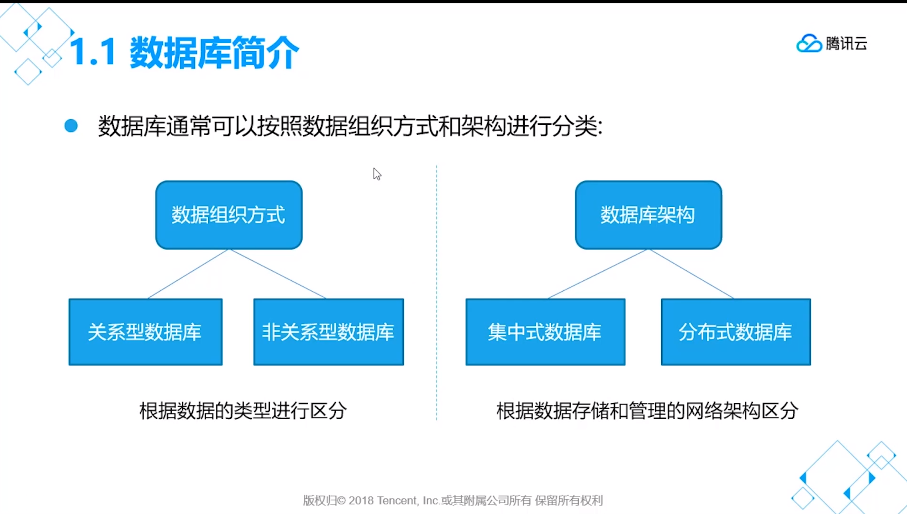 1.1 数据库简介
腾讯云
数据库通常可以按照数据组织方式和架构进行分类:
数据组织方式
数据库架构
关系型数据库
非关系型数据库
集中式数据库
分布式数据库
根据数据的类型进行区分
根据数据存储和管理的网络架构区分
版权归© 2018 Tencent, Inc.或其附属公司所有 保留所有权利